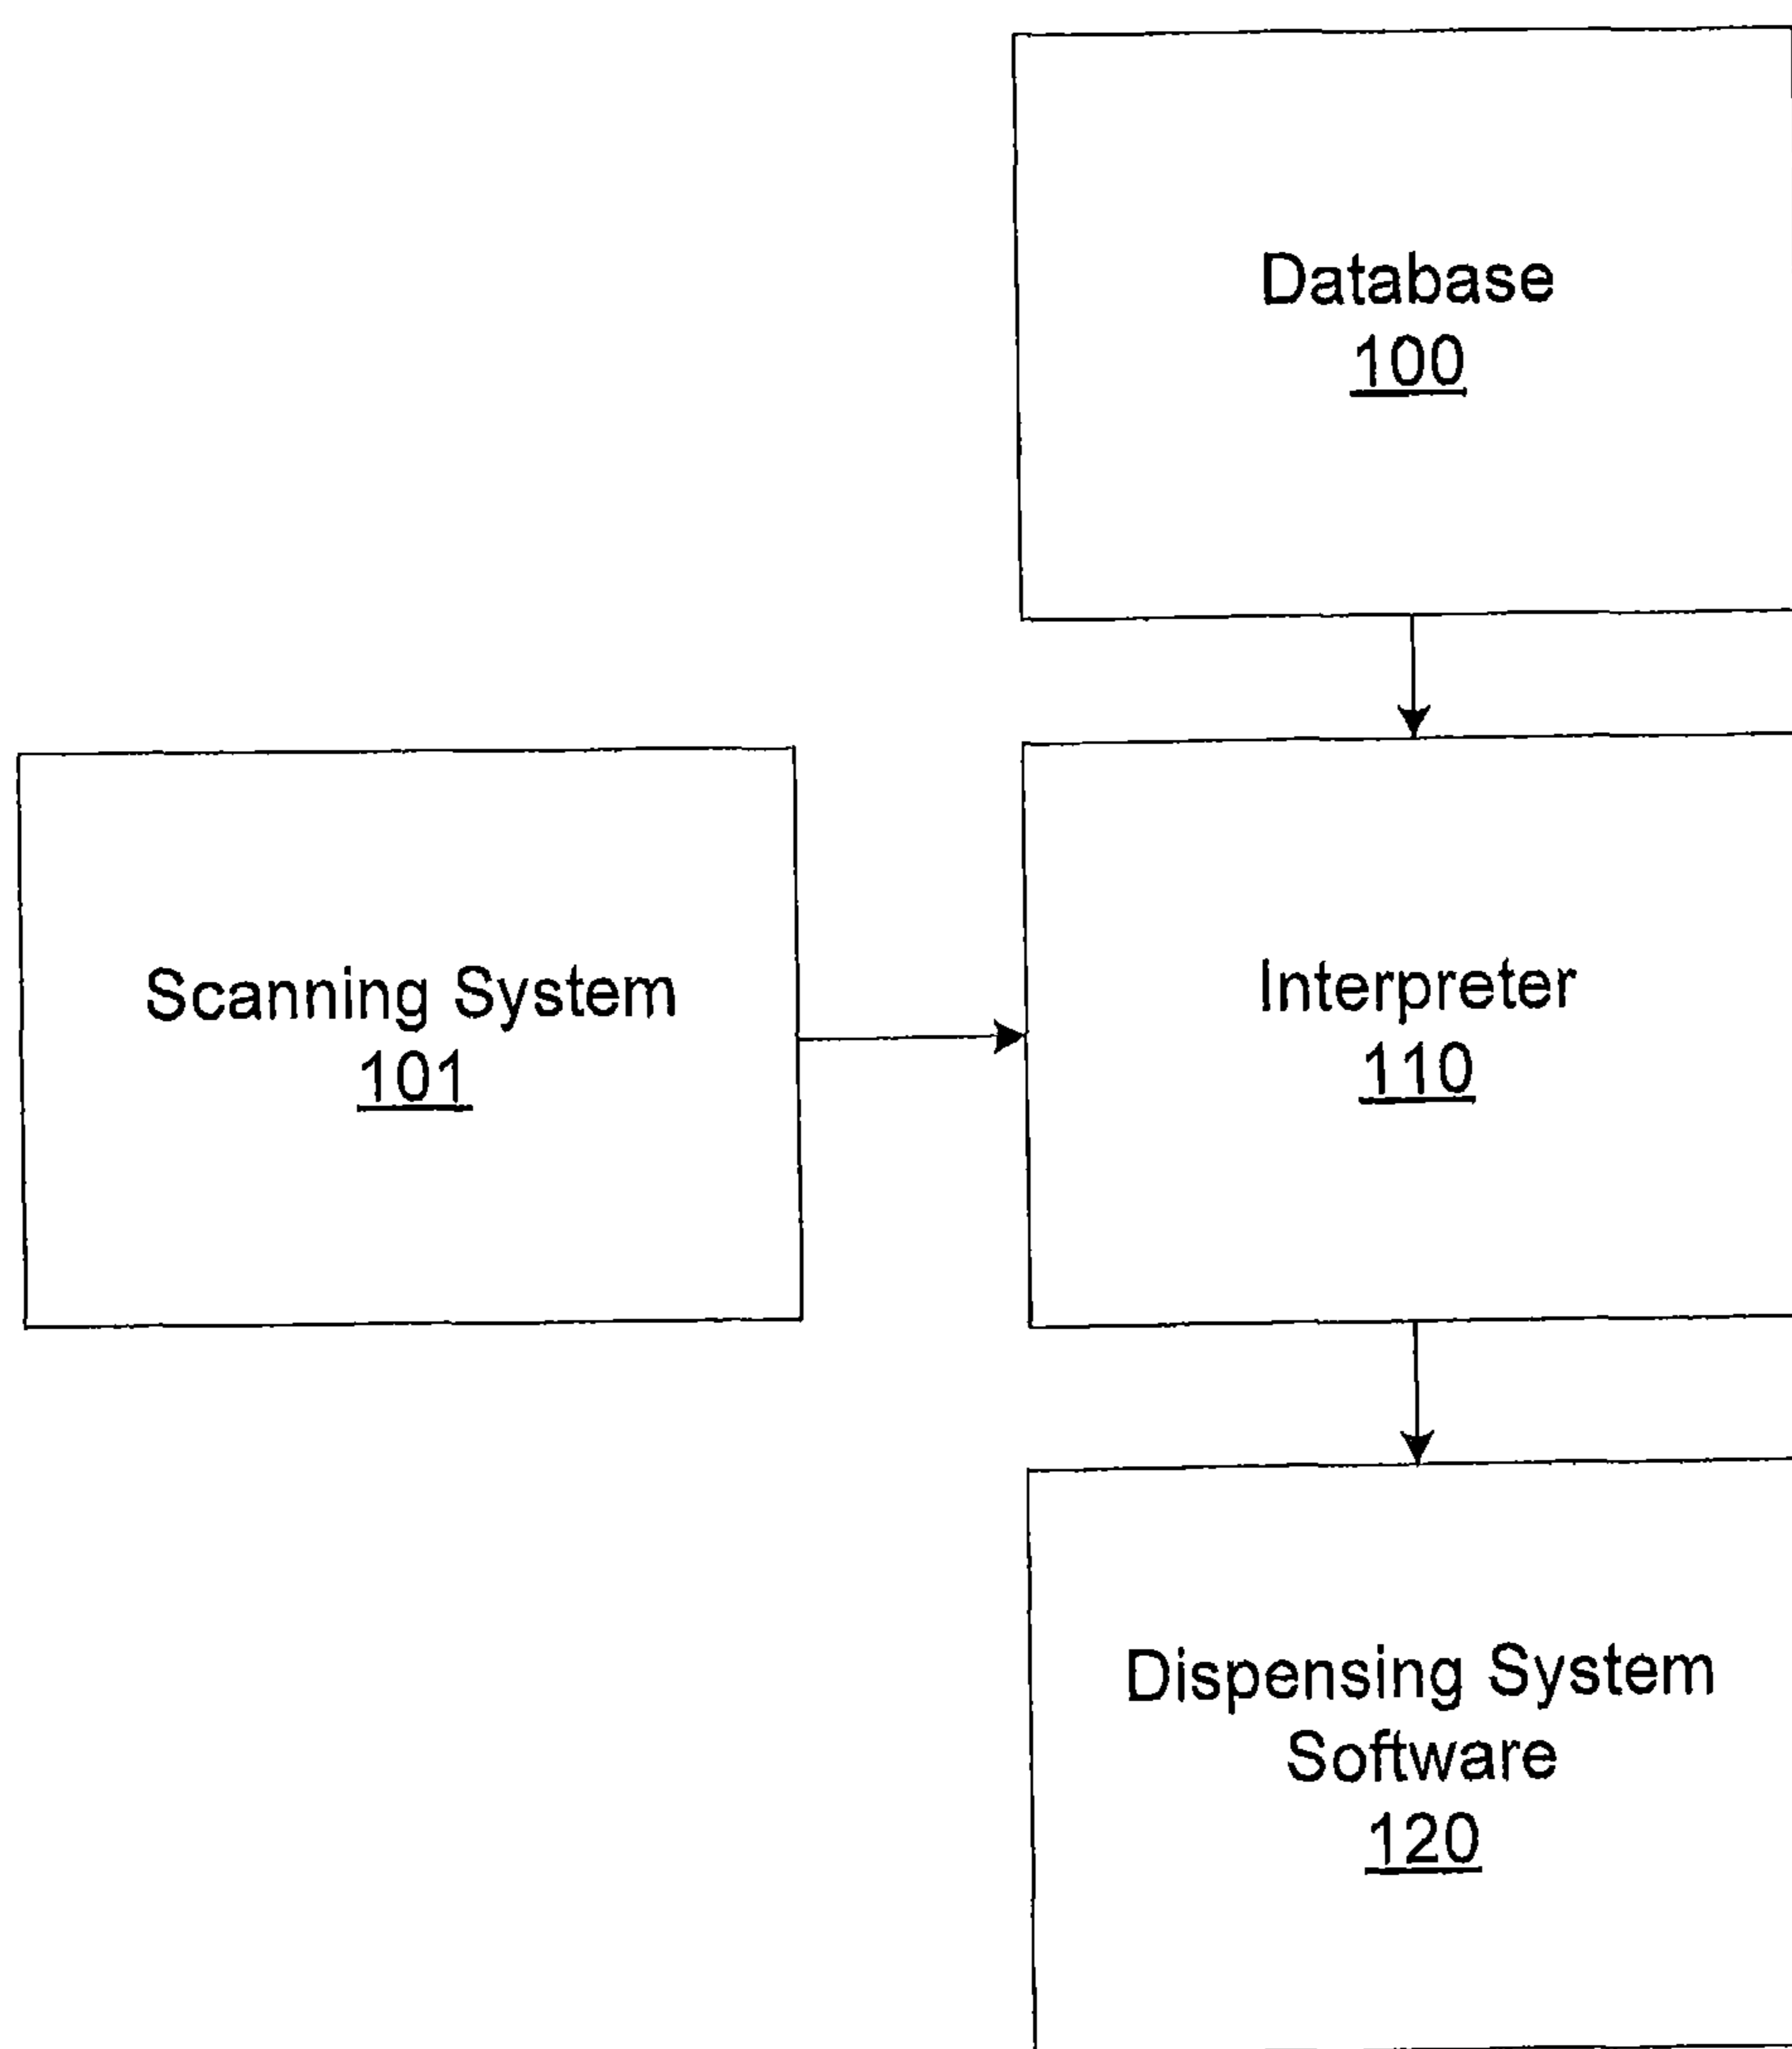 Database
100
Scanning System
101
Interpreter
110
Dispensing System
Software
120